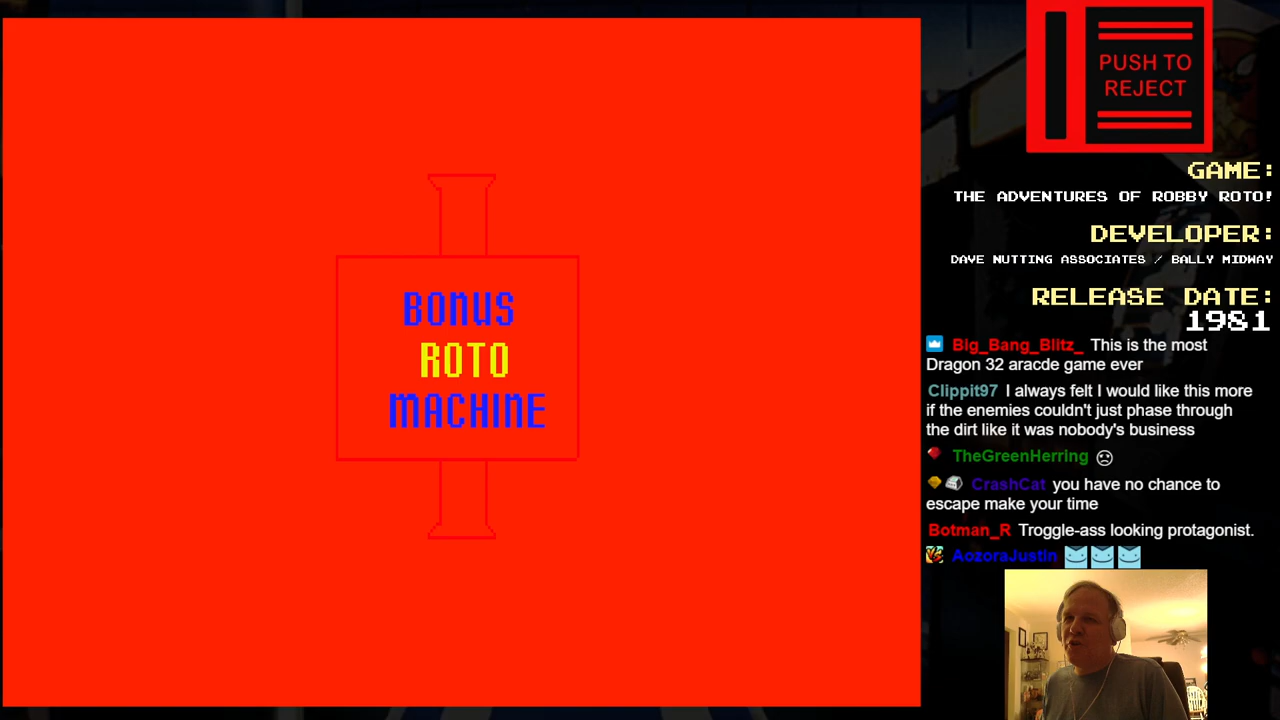 BONUS
ROTO
MACHINE
PUSH TO
REJECT
GAME:
THE ADVENTURES OF ROBBY ROTO!
DEVELOPER:
DAVE NUTTING ASSOCIATES / BALLY MIDWAY
RELEASE DATE:
1981
Big_Bang_Blitz_ This is the most
Dragon 32 aracde game ever
Clippit97 I always felt I would like this more
if the enemies couldn't just phase through
the dirt like it was nobody's business
TheGreenHerring
CrashCat you have no chance to
escape make your time
Botman_R Troggle-ass looking protagonist.
AozoraJustin